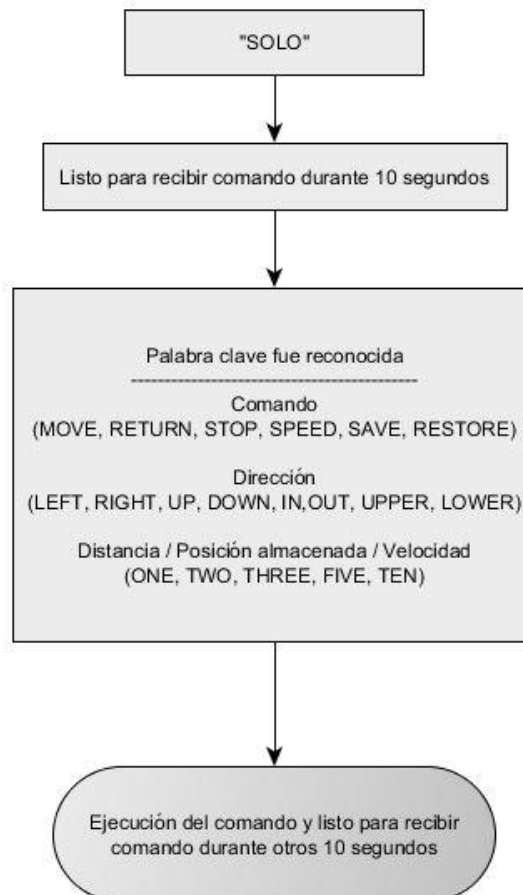 "SOLO"
Listo para recibir comando durante 10 segundos
Palabra clave fue reconocida
-------------------------------------------
Comando
(MOVE, RETURN, STOP, SPEED, SAVE, RESTORE)
Dirección
(LEFT, RIGHT, UP, DOWN, IN,OUT, UPPER, LOWER)
Distancia / Posición almacenada / Velocidad
(ONE, TWO, THREE, FIVE, TEN)
Ejecución del comando y listo para recibir
comando durante otros 10 segundos